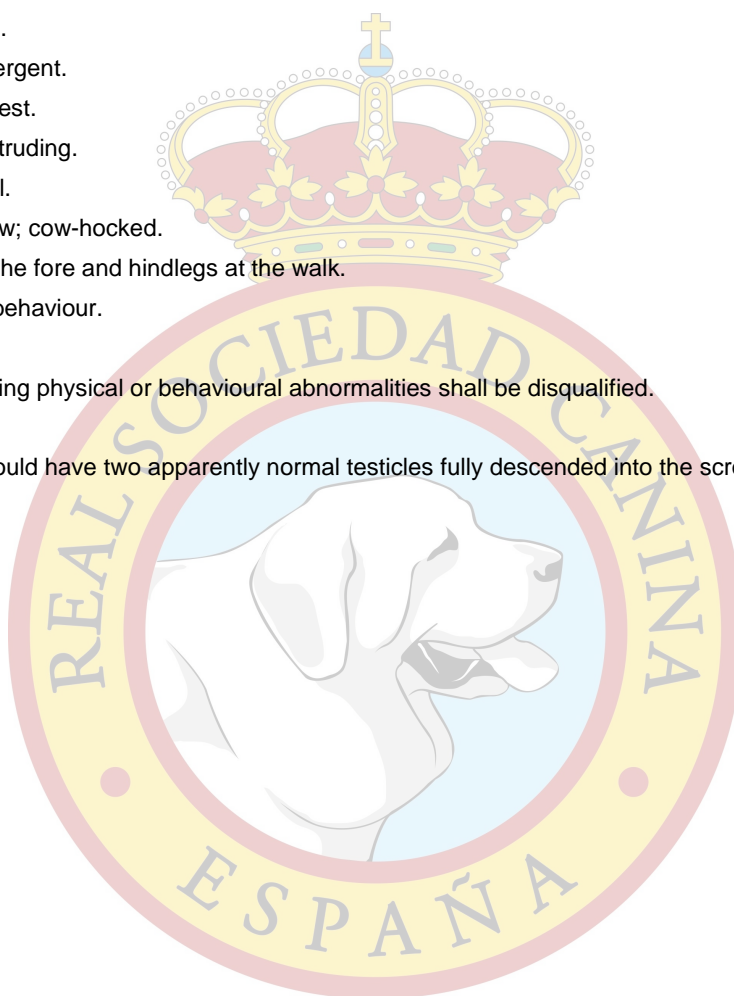 .
ergent.
est.
truding.
l.
w; cow-hocked.
he fore and hindlegs at the walk.
behaviour.
ing physical or behavioural abnormalities shall be disqualified.
ould have two apparently normal testicles fully descended into the scro
REAL SOCIEDAD CANINA
ESPAÑA